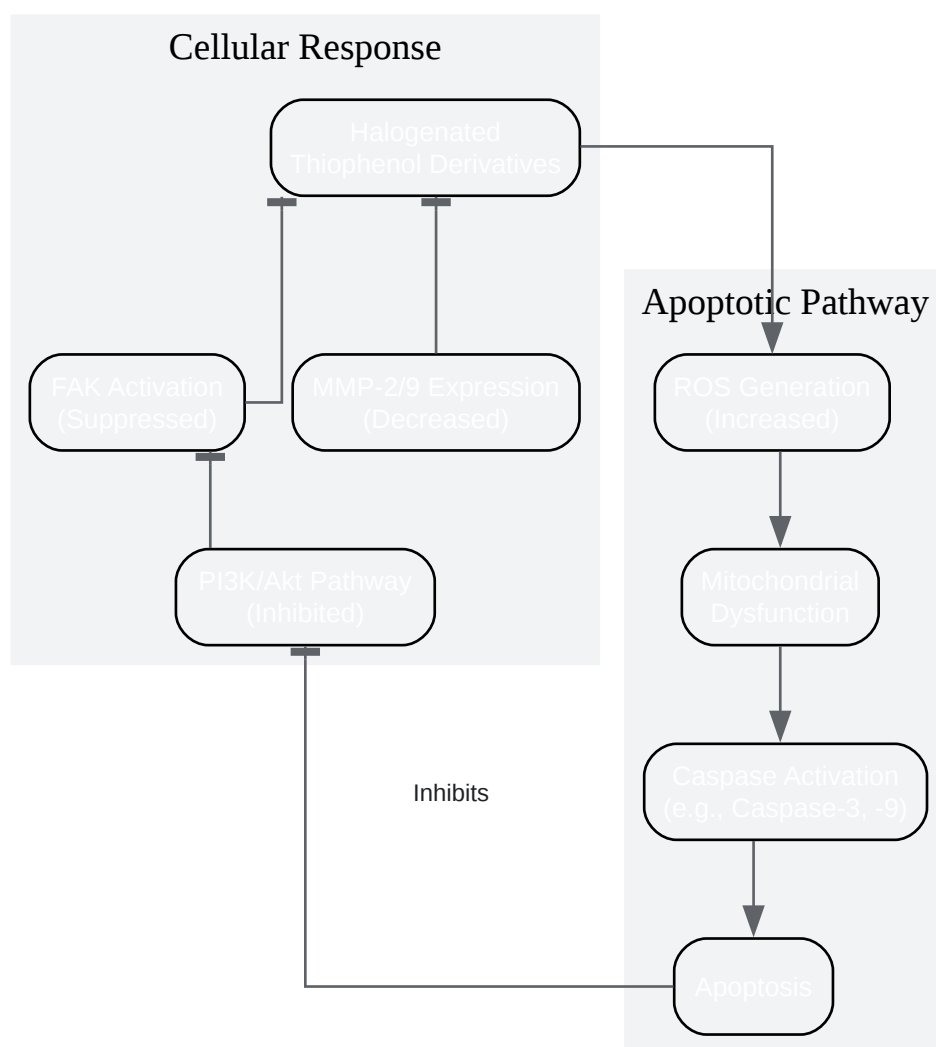 Cellular Response
Halogenated
Thiophenol Derivatives
Apoptotic Pathway
FAK Activation
(Suppressed)
MMP-2/9 Expression
(Decreased)
ROS Generation
(Increased)
PI3K/Akt Pathway
(Inhibited)
Mitochondrial
Dysfunction
Caspase Activation
(e.g., Caspase-3, -9)
Inhibits
Apoptosis